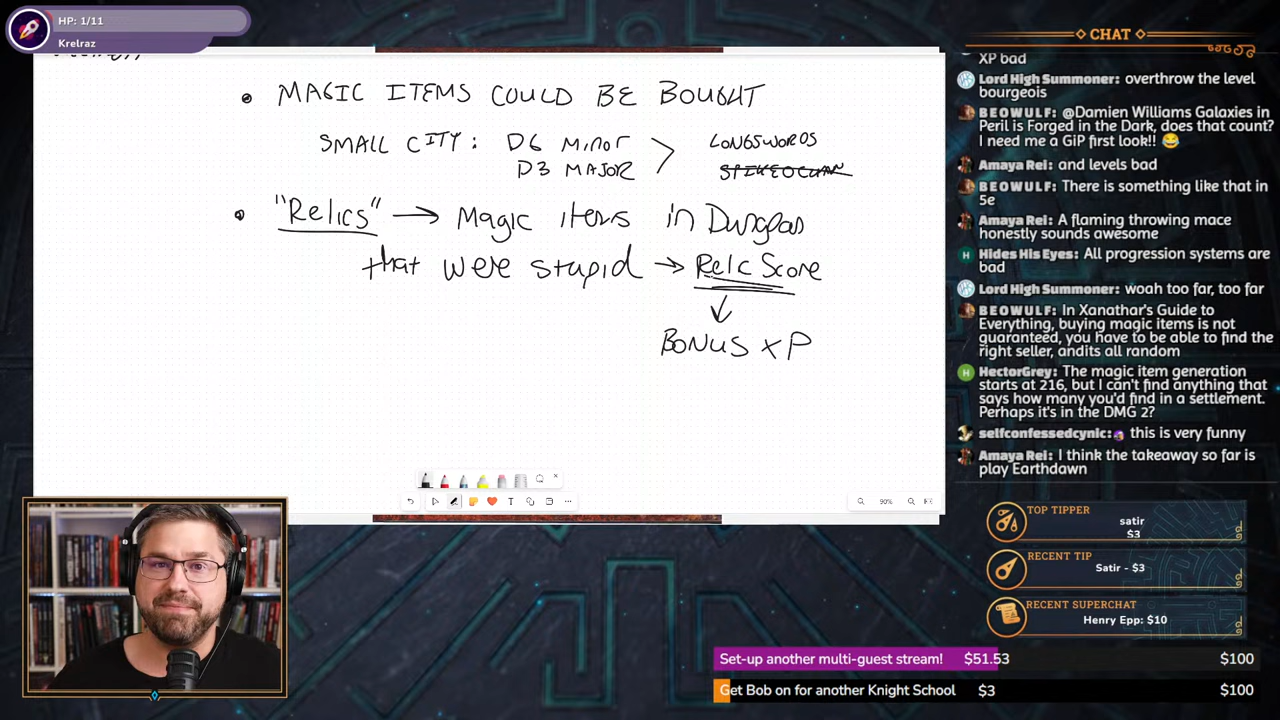 HP: 1/11
Krelraz
MAGIC ITEMS COULD BE BOUGHT
SMALL CITY: D6 MINOR
D3 MAJOR
>
LONGSWORDS
"Relics" → Magic items in Dungeons
that were stupid → Relc Score
↓
BONUS XP
90%
CHAT
XP bad
Lord High Summoner: overthrow the level
bourgeois
BEOWULF: @Damien Williams Galaxies in
Peril is Forged in the Dark, does that count?
I need me a GiP first look!! 😂
Amaya Rei: and levels bad
BEOWULF: There is something like that in
5e
Amaya Rei: A flaming throwing mace
honestly sounds awesome
Hides His Eyes: All progression systems are
bad
Lord High Summoner: woah too far, too far
BEOWULF: In Xanathar's Guide to
Everything, buying magic items is not
guaranteed, you have to be able to find the
right seller, andits all random
HectorGrey: The magic item generation
starts at 216, but I can't find anything that
says how many you'd find in a settlement.
Perhaps it's in the DMG 2?
selfconfessedcynic: this is very funny
Amaya Rei: I think the takeaway so far is
play Earthdawn
TOP TIPPER
satir
$3
RECENT TIP
Satir - $3
RECENT SUPERCHAT
Henry Epp: $10
Set-up another multi-guest stream! $51.53 $100
Get Bob on for another Knight School $3 $100